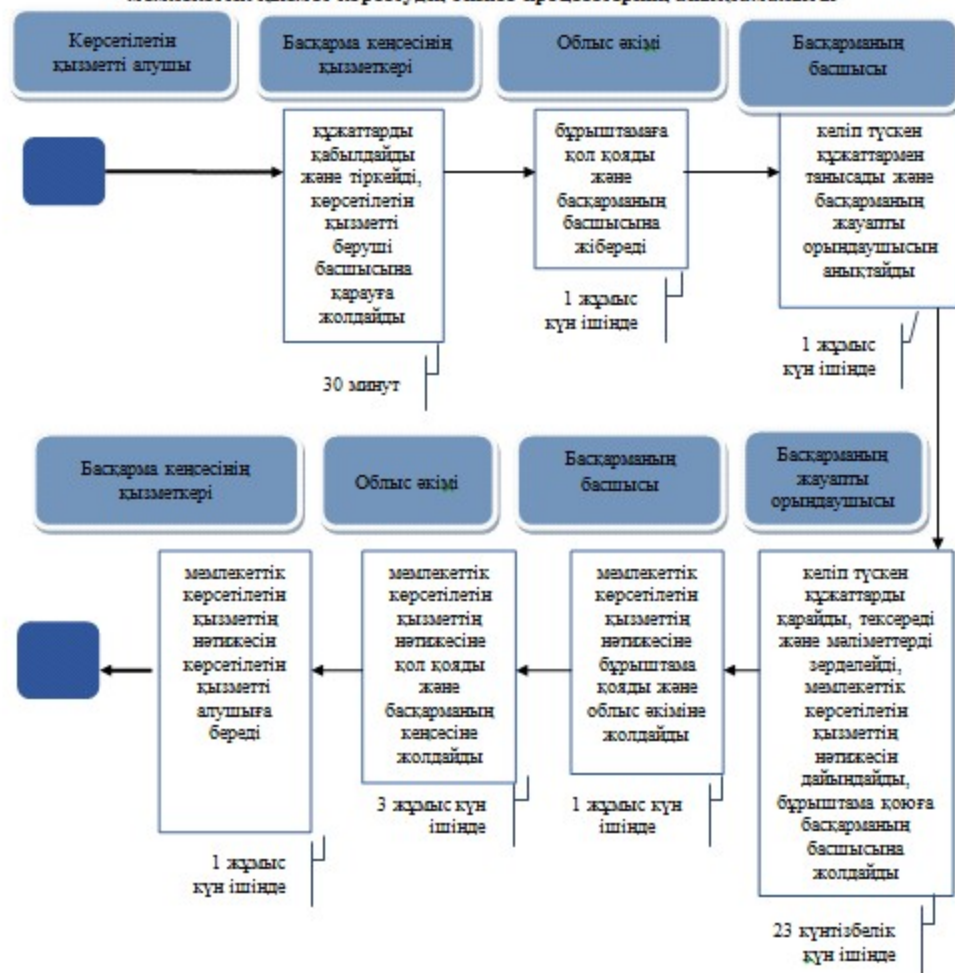 Көрсетілетін
қызметті алушы
Басқарма кеңсесінің
қызметкері
Облыс әкімі
Басқарманың
басшысы
құжаттарды
қабылдайды
және тіркейді,
көрсетілетін
қызметті
беруші
басшысына
қарауға
жолдайды
30 минут
бұрыштамаға
қол қояды
және
басқарманың
басшысына
жібереді
1 жұмыс
күн ішінде
келіп түскен
құжаттармен
танысады және
басқарманың
жауапты
орындаушысын
анықтайды
1 жұмыс
күн ішінде
Басқарма кеңсесінің
қызметкері
Облыс әкімі
Басқарманың
басшысы
Басқарманың
жауапты
орындаушысы
мемлекеттік
көрсетілетін
қызметтің
нәтижесін
көрсетілетін
қызметті
алушыға
береді
1 жұмыс
күн ішінде
мемлекеттік
көрсетілетін
қызметтің
нәтижесіне
қол қояды
және
басқарманың
кеңсесіне
жолдайды
3 жұмыс күн
ішінде
мемлекеттік
көрсетілетін
қызметтің
нәтижесіне
бұрыштама
қояды және
облыс әкіміне
жолдайды
1 жұмыс күн
ішінде
келіп түскен
құжаттарды
қарайды, тексереді
және мәліметтерді
зерделейді,
мемлекеттік
көрсетілетін
қызметтің
нәтижесін
дайындайды,
бұрыштама қоюға
басқарманың
басшысына
жолдайды
23 күнтізбелік
күн ішінде